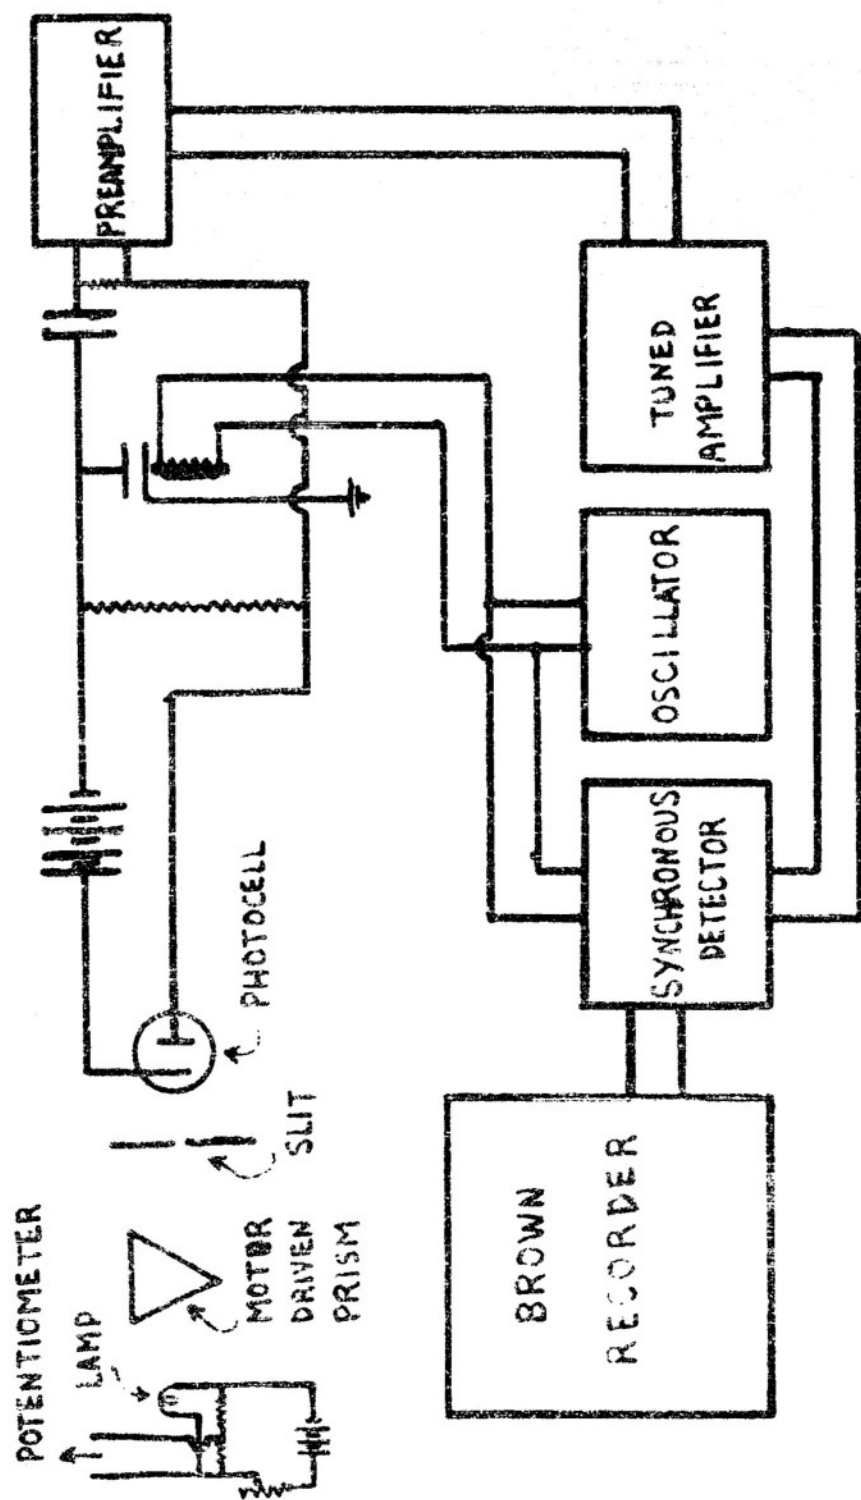 POTENTIOMETER
LAMP
MOTOR
DRIVEN
PRISM
SLIT
PHOTOCELL
PREAMPLIFIER
BROWN
RECORDER
SYNCHRONOUS
DETECTOR
OSCILLATOR
TUNED
AMPLIFIER